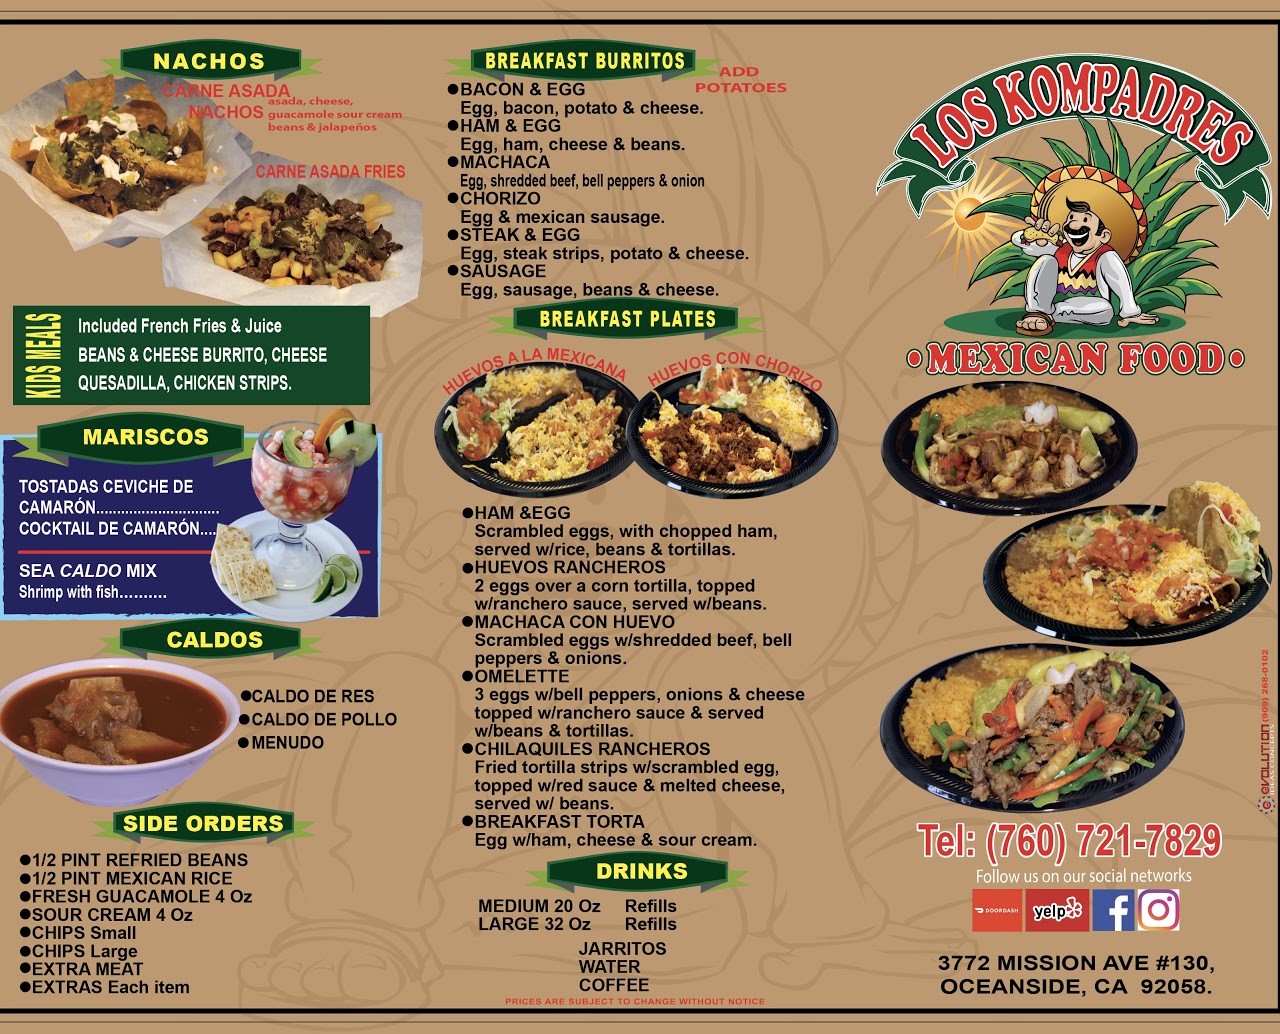 NACHOS
CARNE ASADA
NACHOS
asada, cheese,
guacamole sour cream
beans & jalapeños
CARNE ASADA FRIES
KIDS MEALS
Included French Fries & Juice
BEANS & CHEESE BURRITO, CHEESE
QUESADILLA, CHICKEN STRIPS.
MARISCOS
TOSTADAS CEVICHE DE
CAMARÓN..............................
COCKTAIL DE CAMARÓN....
SEA CALDO MIX
Shrimp with fish..........
CALDOS
●CALDO DE RES
●CALDO DE POLLO
●MENUDO
SIDE ORDERS
●1/2 PINT REFRIED BEANS
●1/2 PINT MEXICAN RICE
●FRESH GUACAMOLE 4 Oz
●SOUR CREAM 4 Oz
●CHIPS Small
●CHIPS Large
●EXTRA MEAT
●EXTRAS Each item
BREAKFAST BURRITOS
ADD
POTATOES
●BACON & EGG
Egg, bacon, potato & cheese.
●HAM & EGG
Egg, ham, cheese & beans.
●MACHACA
Egg, shredded beef, bell peppers & onion
●CHORIZO
Egg & mexican sausage.
●STEAK & EGG
Egg, steak strips, potato & cheese.
●SAUSAGE
Egg, sausage, beans & cheese.
BREAKFAST PLATES
HUEVOS A LA MEXICANA
HUEVOS CON CHORIZO
●HAM &EGG
Scrambled eggs, with chopped ham,
served w/rice, beans & tortillas.
●HUEVOS RANCHEROS
2 eggs over a corn tortilla, topped
w/ranchero sauce, served w/beans.
●MACHACA CON HUEVO
Scrambled eggs w/shredded beef, bell
peppers & onions.
●OMELETTE
3 eggs w/bell peppers, onions & cheese
topped w/ranchero sauce & served
w/beans & tortillas.
●CHILAQUILES RANCHEROS
Fried tortilla strips w/scrambled egg,
topped w/red sauce & melted cheese,
served w/ beans.
●BREAKFAST TORTA
Egg w/ham, cheese & sour cream.
DRINKS
MEDIUM 20 Oz Refills
LARGE 32 Oz Refills
JARRITOS
WATER
COFFEE
PRICES ARE SUBJECT TO CHANGE WITHOUT NOTICE
LOS KOMPADRES
•MEXICAN FOOD•
Tel: (760) 721-7829
Follow us on our social networks
DOORDASH
yelp
3772 MISSION AVE #130,
OCEANSIDE, CA 92058.
evolution (909) 268-0102